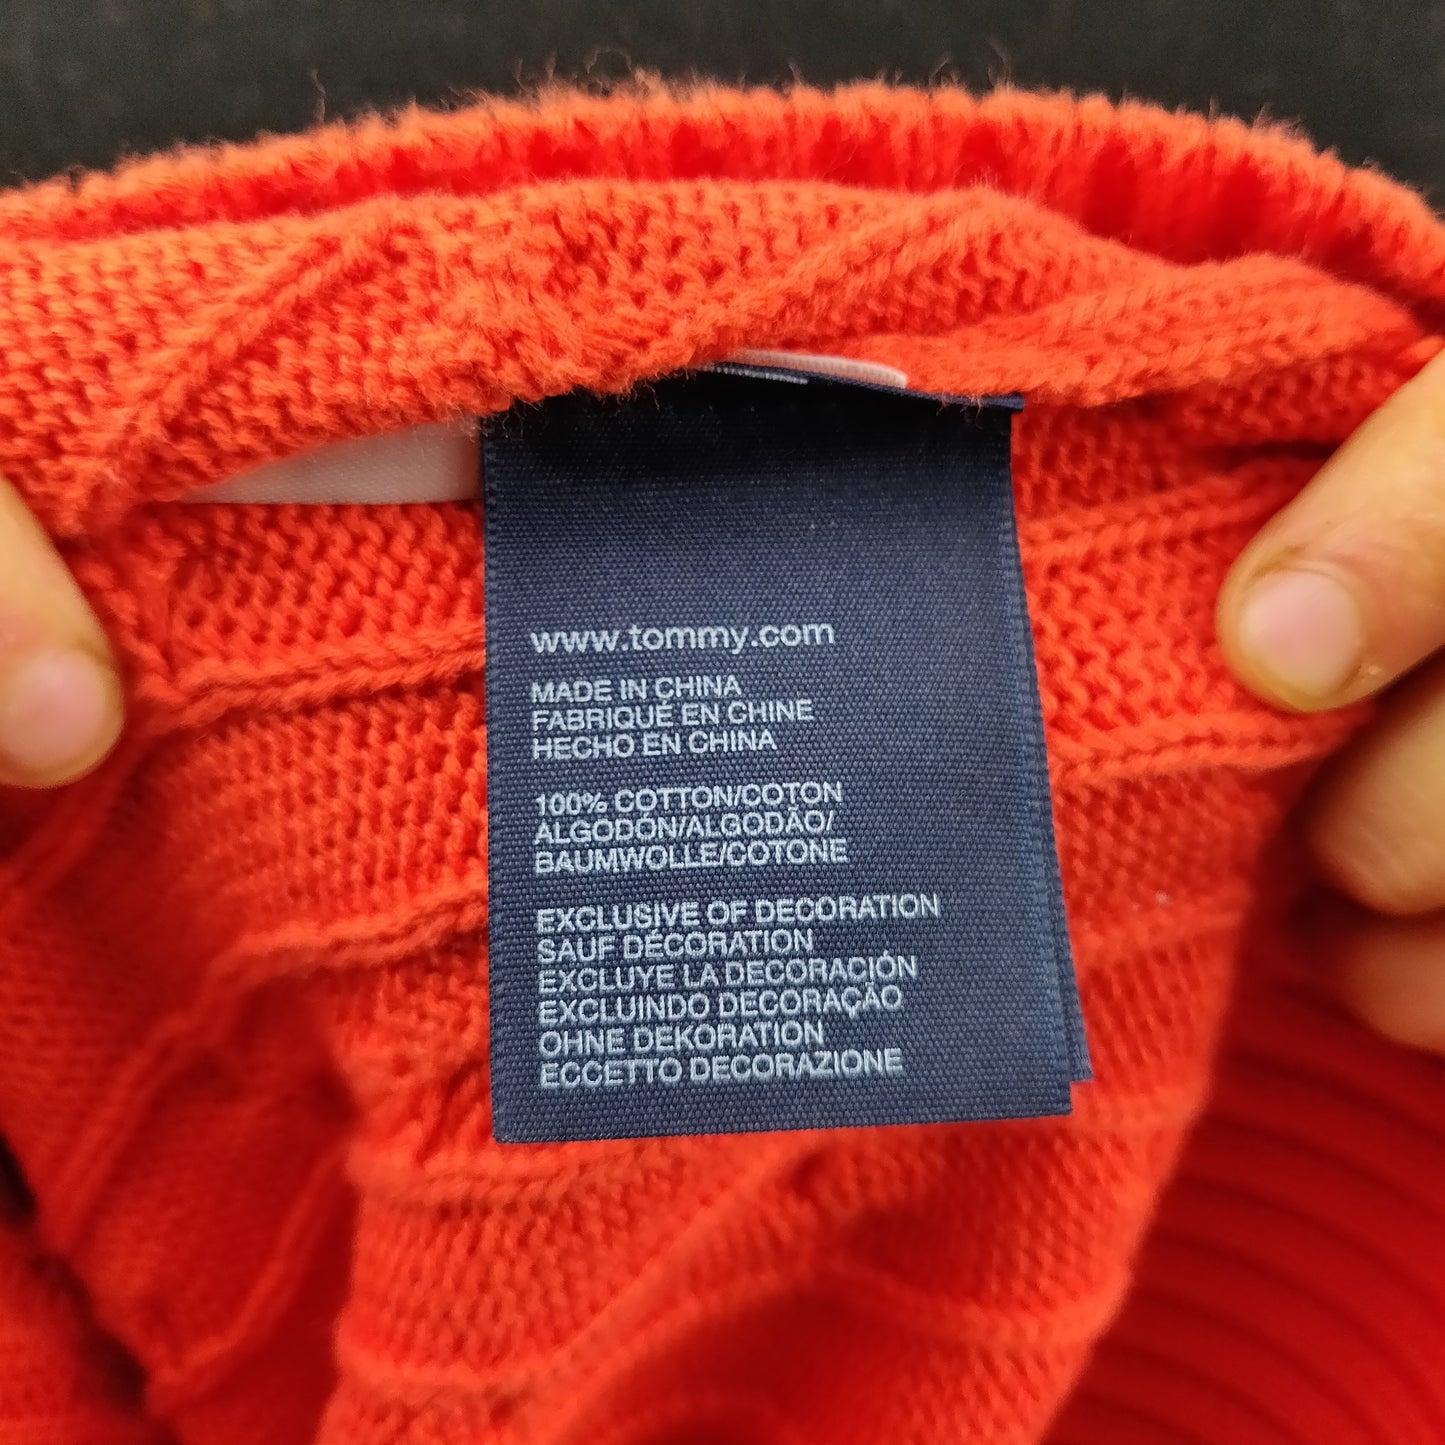 www.tommy.com
MADE IN CHINA
FABRIQUÉ EN CHINE
HECHO EN CHINA
100% COTTON/COTON
ALGODÓN/ALGODÃO/
BAUMWOLLE/COTONE
EXCLUSIVE OF DECORATION
SAUF DÉCORATION
EXCLUYE LA DECORACIÓN
EXCLUINDO DECORAÇÃO
OHNE DEKORATION
ECCETTO DECORAZIONE